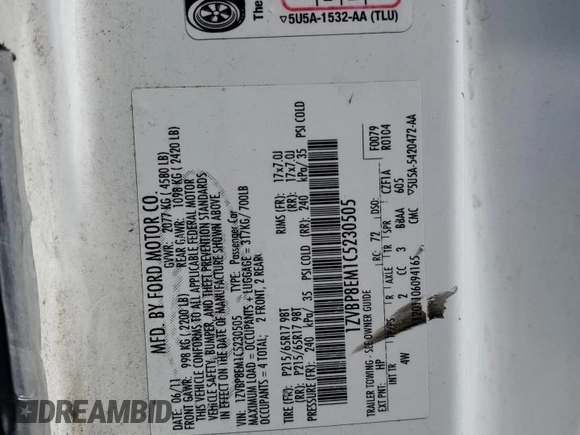 The
5U5A-1532-AA (TLU)
MFD. BY FORD MOTOR CO.
DATE: 06/11 GVWR: 2077 KG ( 4580 LB)
FRONT GAWR: 998 KG ( 2200 LB) REAR GAWR: 1098 KG ( 2420 LB)
THIS VEHICLE CONFORMS TO ALL APPLICABLE FEDERAL MOTOR
VEHICLE SAFETY, BUMPER, AND THEFT PREVENTION STANDARDS
IN EFFECT ON THE DATE OF MANUFACTURE SHOWN ABOVE.
VIN: 1ZVBP8EM1C5230505 TYPE: Passenger Car
MAXIMUM LOAD = OCCUPANTS + LUGGAGE = 317KG/ 700LB
OCCUPANTS = 4 TOTAL; 2 FRONT, 2 REAR
TIRE (FR): P215/65R17 98T RIMS (FR): 17x7.0J
(RR): P215/65R17 98T (RR): 17x7.0J
PRESSURE (FR): 240 kPa/ 35 PSI COLD (RR): 240 kPa/ 35 PSI COLD
1ZVBP8EM1C5230505
TRAILER TOWING - SEE OWNER GUIDE F0079
EXT PNT: HP RC: 72 DSO: R0104
INT TR TP/PS R AXLE TR SPR CZF1A
4W 2 CC 3 BBAA 605
CMC 5U5A-5420472-AA
DREAMBID.COM